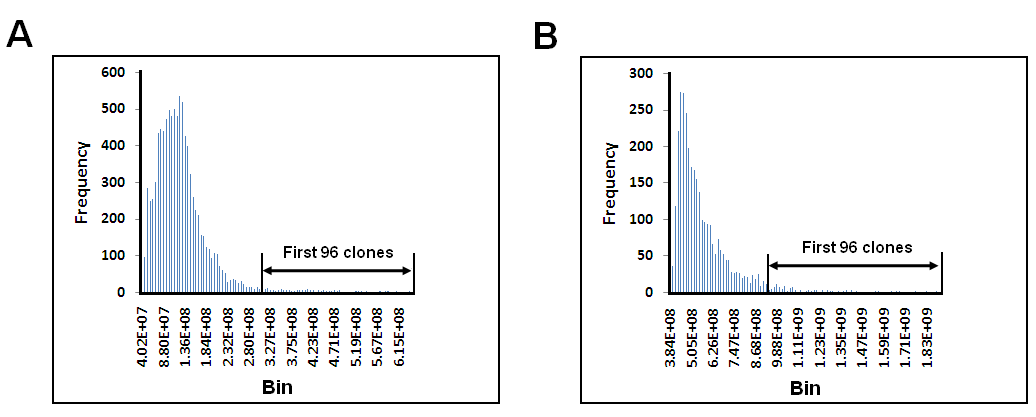 A
600
500
400
300
200
100
0
Frequency
First 96 clones
4.02E+07
8.80E+07
1.36E+08
1.84E+08
2.32E+08
2.80E+08
3.27E+08
3.75E+08
4.23E+08
4.71E+08
5.19E+08
5.67E+08
6.15E+08
Bin
B
300
250
200
150
100
50
0
Frequency
First 96 clones
3.84E+08
5.05E+08
6.26E+08
7.47E+08
8.68E+08
9.88E+08
1.11E+09
1.23E+09
1.35E+09
1.47E+09
1.59E+09
1.71E+09
1.83E+09
Bin